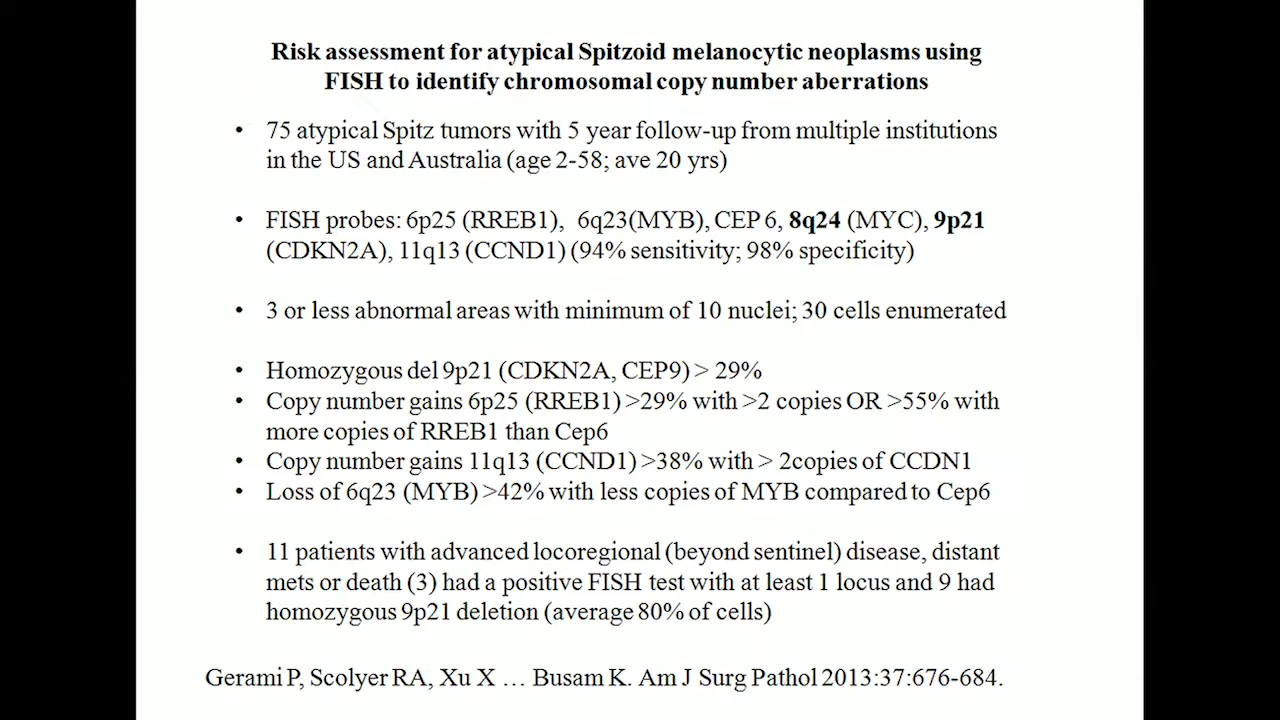 Risk assessment for atypical Spitzoid melanocytic neoplasms using
FISH to identify chromosomal copy number aberrations
• 75 atypical Spitz tumors with 5 year follow-up from multiple institutions
in the US and Australia (age 2-58; ave 20 yrs)
• FISH probes: 6p25 (RREB1), 6q23(MYB), CEP 6, 8q24 (MYC), 9p21
(CDKN2A), 11q13 (CCND1) (94% sensitivity; 98% specificity)
• 3 or less abnormal areas with minimum of 10 nuclei; 30 cells enumerated
• Homozygous del 9p21 (CDKN2A, CEP9) > 29%
• Copy number gains 6p25 (RREB1) >29% with >2 copies OR >55% with
more copies of RREB1 than Cep6
• Copy number gains 11q13 (CCND1) >38% with > 2copies of CCDN1
• Loss of 6q23 (MYB) >42% with less copies of MYB compared to Cep6
• 11 patients with advanced locoregional (beyond sentinel) disease, distant
mets or death (3) had a positive FISH test with at least 1 locus and 9 had
homozygous 9p21 deletion (average 80% of cells)
Gerami P, Scolyer RA, Xu X … Busam K. Am J Surg Pathol 2013:37:676-684.